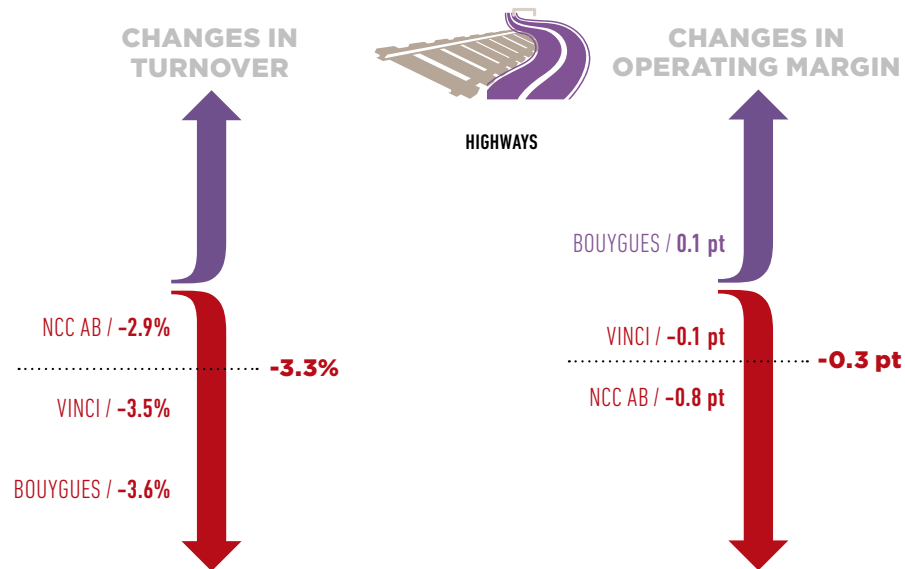 CHANGES IN
TURNOVER
HIGHWAYS
CHANGES IN
OPERATING MARGIN
NCC AB / -2.9%
-3.3%
VINCI / -3.5%
BOUYGUES / -3.6%
BOUYGUES / 0.1 pt
VINCI / -0.1 pt
-0.3 pt
NCC AB / -0.8 pt